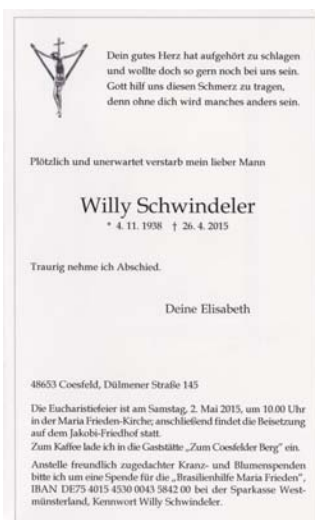 Dein gutes Herz hat aufgehört zu schlagen
und wollte doch so gern noch bei uns sein.
Gott hilf uns diesen Schmerz zu tragen,
denn ohne dich wird manches anders sein.
Plötzlich und unerwartet verstarb mein lieber Mann
Willy Schwindeler
* 4. 11. 1938 † 26. 4. 2015
Traurig nehme ich Abschied.
Deine Elisabeth
48653 Coesfeld, Dülmener Straße 145
Die Eucharistiefeier ist am Samstag, 2. Mai 2015, um 10.00 Uhr
in der Maria Frieden-Kirche; anschließend findet die Beisetzung
auf dem Jakobi-Friedhof statt.
Zum Kaffee lade ich in die Gaststätte „Zum Coesfelder Berg" ein.
Anstelle freundlich zugedachter Kranz- und Blumenspenden
bitte ich um eine Spende für die „Brasilienhilfe Maria Frieden",
IBAN DE75 4015 4530 0043 5842 00 bei der Sparkasse West-
münsterland, Kennwort Willy Schwindeler.